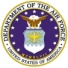 DEPARTMENT OF THE AIR FORCE
UNITED STATES OF AMERICA